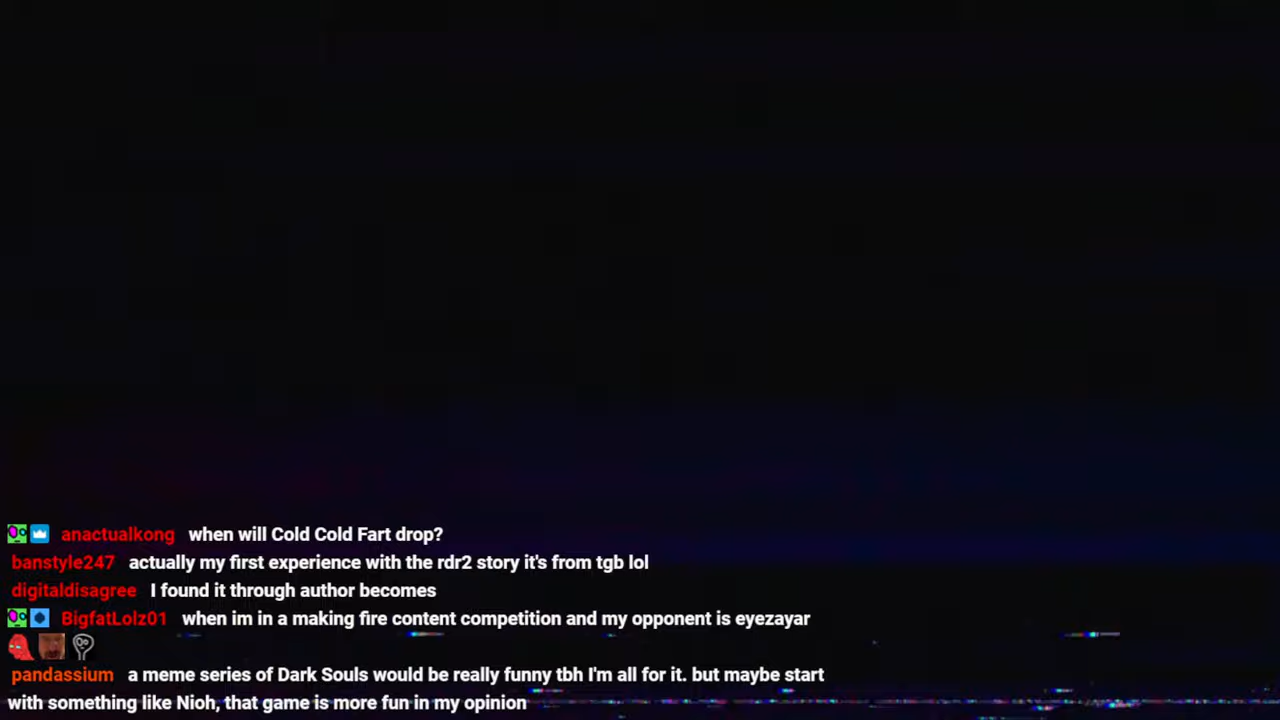 anactualkong when will Cold Cold Fart drop?
banstyle247 actually my first experience with the rdr2 story it's from tgb lol
digitaldisagree I found it through author becomes
BigfatLolz01 when im in a making fire content competition and my opponent is eyezayar
pandassium a meme series of Dark Souls would be really funny tbh I'm all for it. but maybe start
with something like Nioh, that game is more fun in my opinion